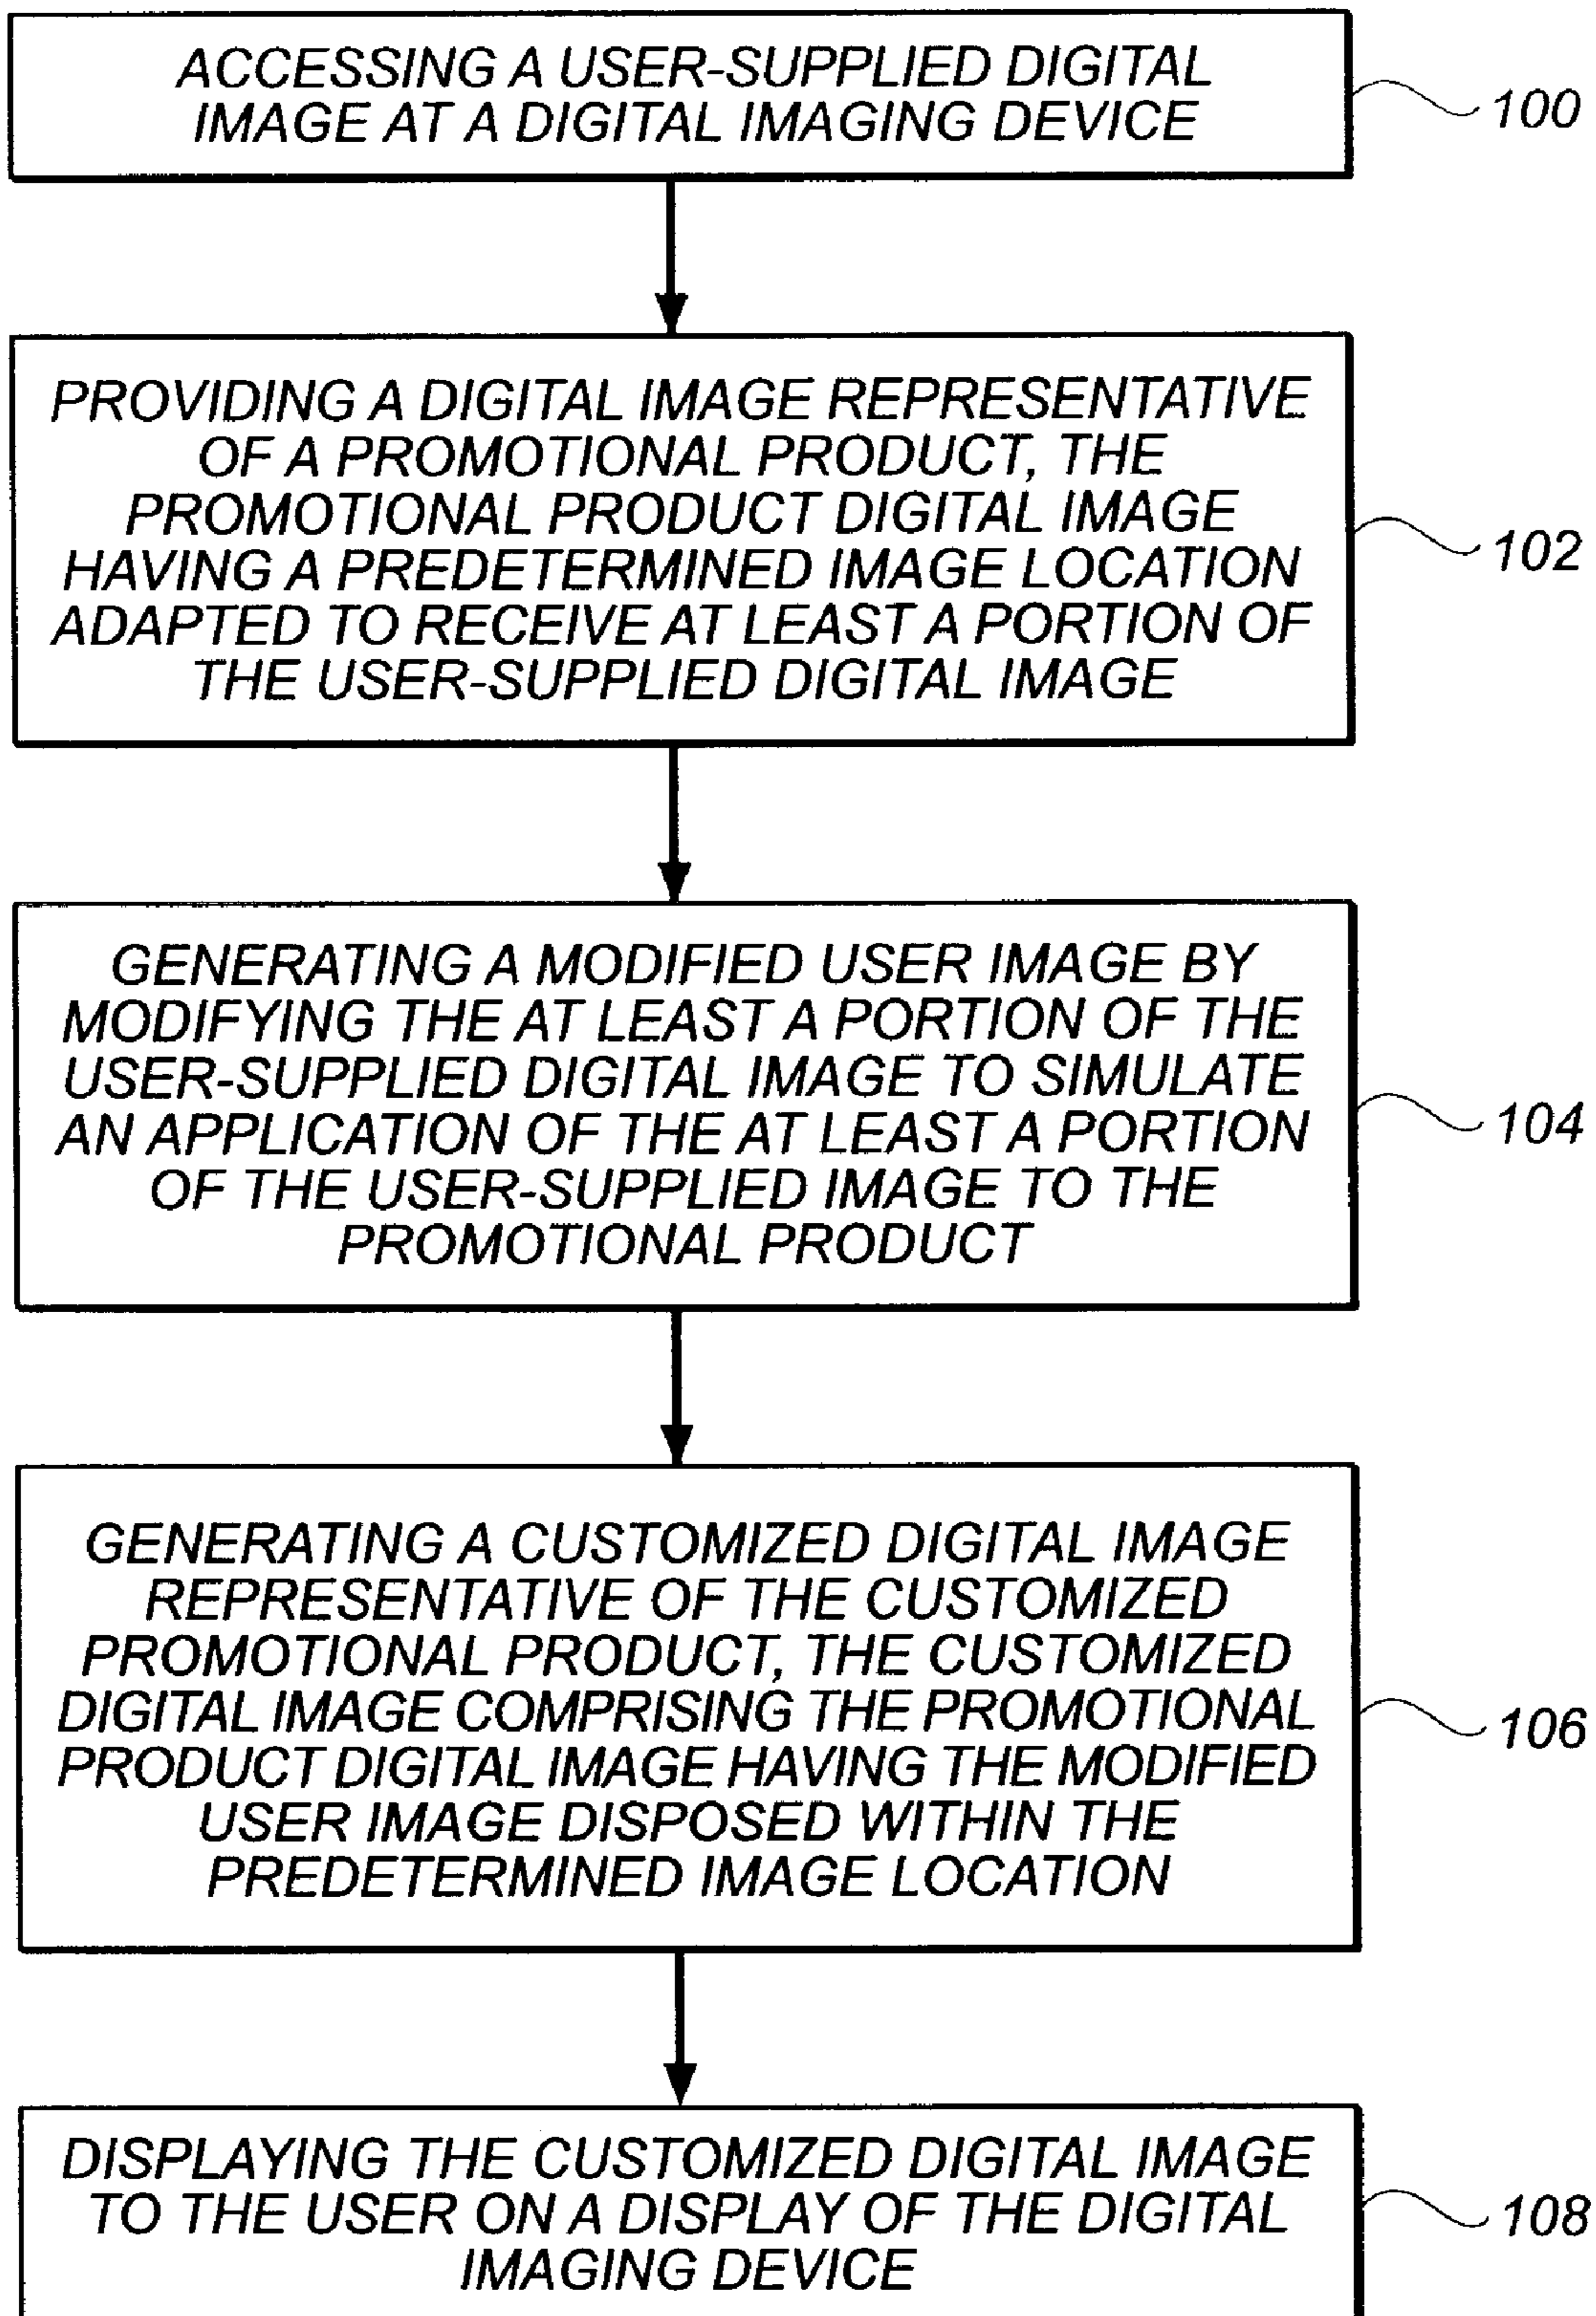 ACCESSING A USER-SUPPLIED DIGITAL
IMAGE AT A DIGITAL IMAGING DEVICE
100
PROVIDING A DIGITAL IMAGE REPRESENTATIVE
OF A PROMOTIONAL PRODUCT, THE
PROMOTIONAL PRODUCT DIGITAL IMAGE
HAVING A PREDETERMINED IMAGE LOCATION
ADAPTED TO RECEIVE AT LEAST A PORTION OF
THE USER-SUPPLIED DIGITAL IMAGE
102
GENERATING A MODIFIED USER IMAGE BY
MODIFYING THE AT LEAST A PORTION OF THE
USER-SUPPLIED DIGITAL IMAGE TO SIMULATE
AN APPLICATION OF THE AT LEAST A PORTION
OF THE USER-SUPPLIED IMAGE TO THE
PROMOTIONAL PRODUCT
104
GENERATING A CUSTOMIZED DIGITAL IMAGE
REPRESENTATIVE OF THE CUSTOMIZED
PROMOTIONAL PRODUCT, THE CUSTOMIZED
DIGITAL IMAGE COMPRISING THE PROMOTIONAL
PRODUCT DIGITAL IMAGE HAVING THE MODIFIED
USER IMAGE DISPOSED WITHIN THE
PREDETERMINED IMAGE LOCATION
106
DISPLAYING THE CUSTOMIZED DIGITAL IMAGE
TO THE USER ON A DISPLAY OF THE DIGITAL
IMAGING DEVICE
108